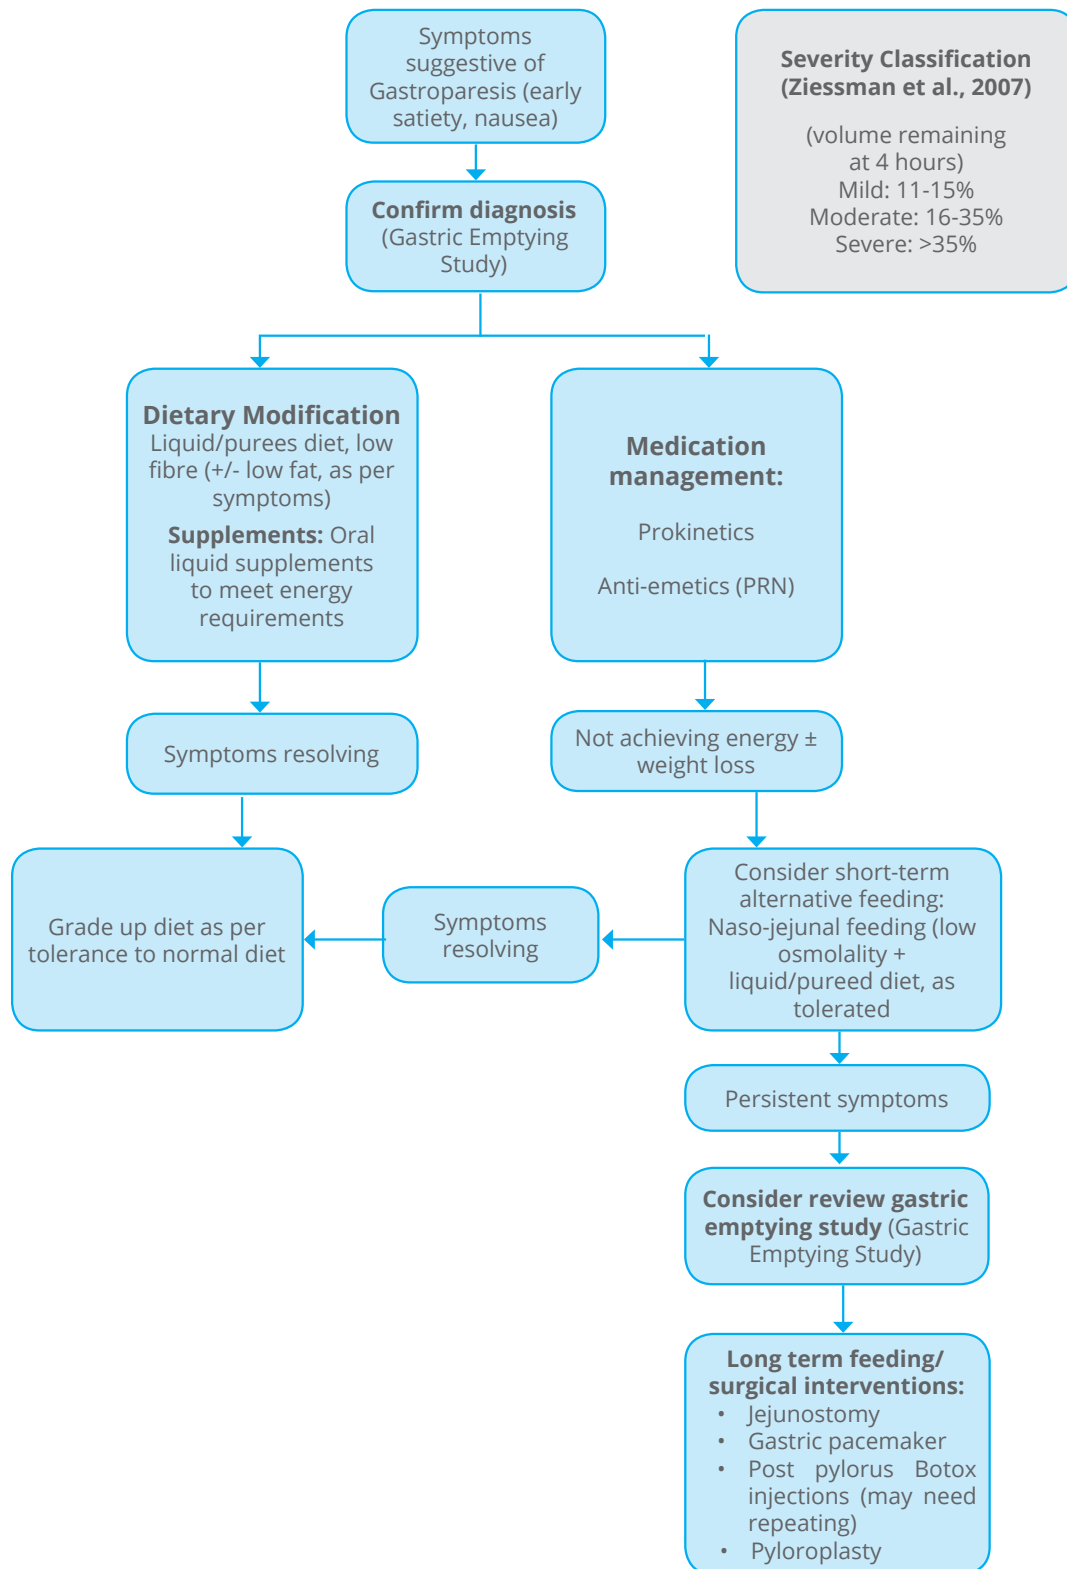 Symptoms
suggestive of
Gastroparesis (early
satiety, nausea)
Severity Classification
(Ziessman et al., 2007)
(volume remaining
at 4 hours)
Mild: 11-15%
Moderate: 16-35%
Severe: >35%
Confirm diagnosis
(Gastric Emptying
Study)
Dietary Modification
Liquid/purees diet, low
fibre (+/- low fat, as per
symptoms)
Supplements: Oral
liquid supplements
to meet energy
requirements
Medication
management:
Prokinetics
Anti-emetics (PRN)
Symptoms resolving
Not achieving energy ±
weight loss
Grade up diet as per
tolerance to normal diet
Symptoms
resolving
Consider short-term
alternative feeding:
Naso-jejunal feeding (low
osmolality +
liquid/pureed diet, as
tolerated
Persistent symptoms
Consider review gastric
emptying study (Gastric
Emptying Study)
Long term feeding/
surgical interventions:
• Jejunostomy
• Gastric pacemaker
• Post pylorus Botox
injections (may need
repeating)
• Pyloroplasty